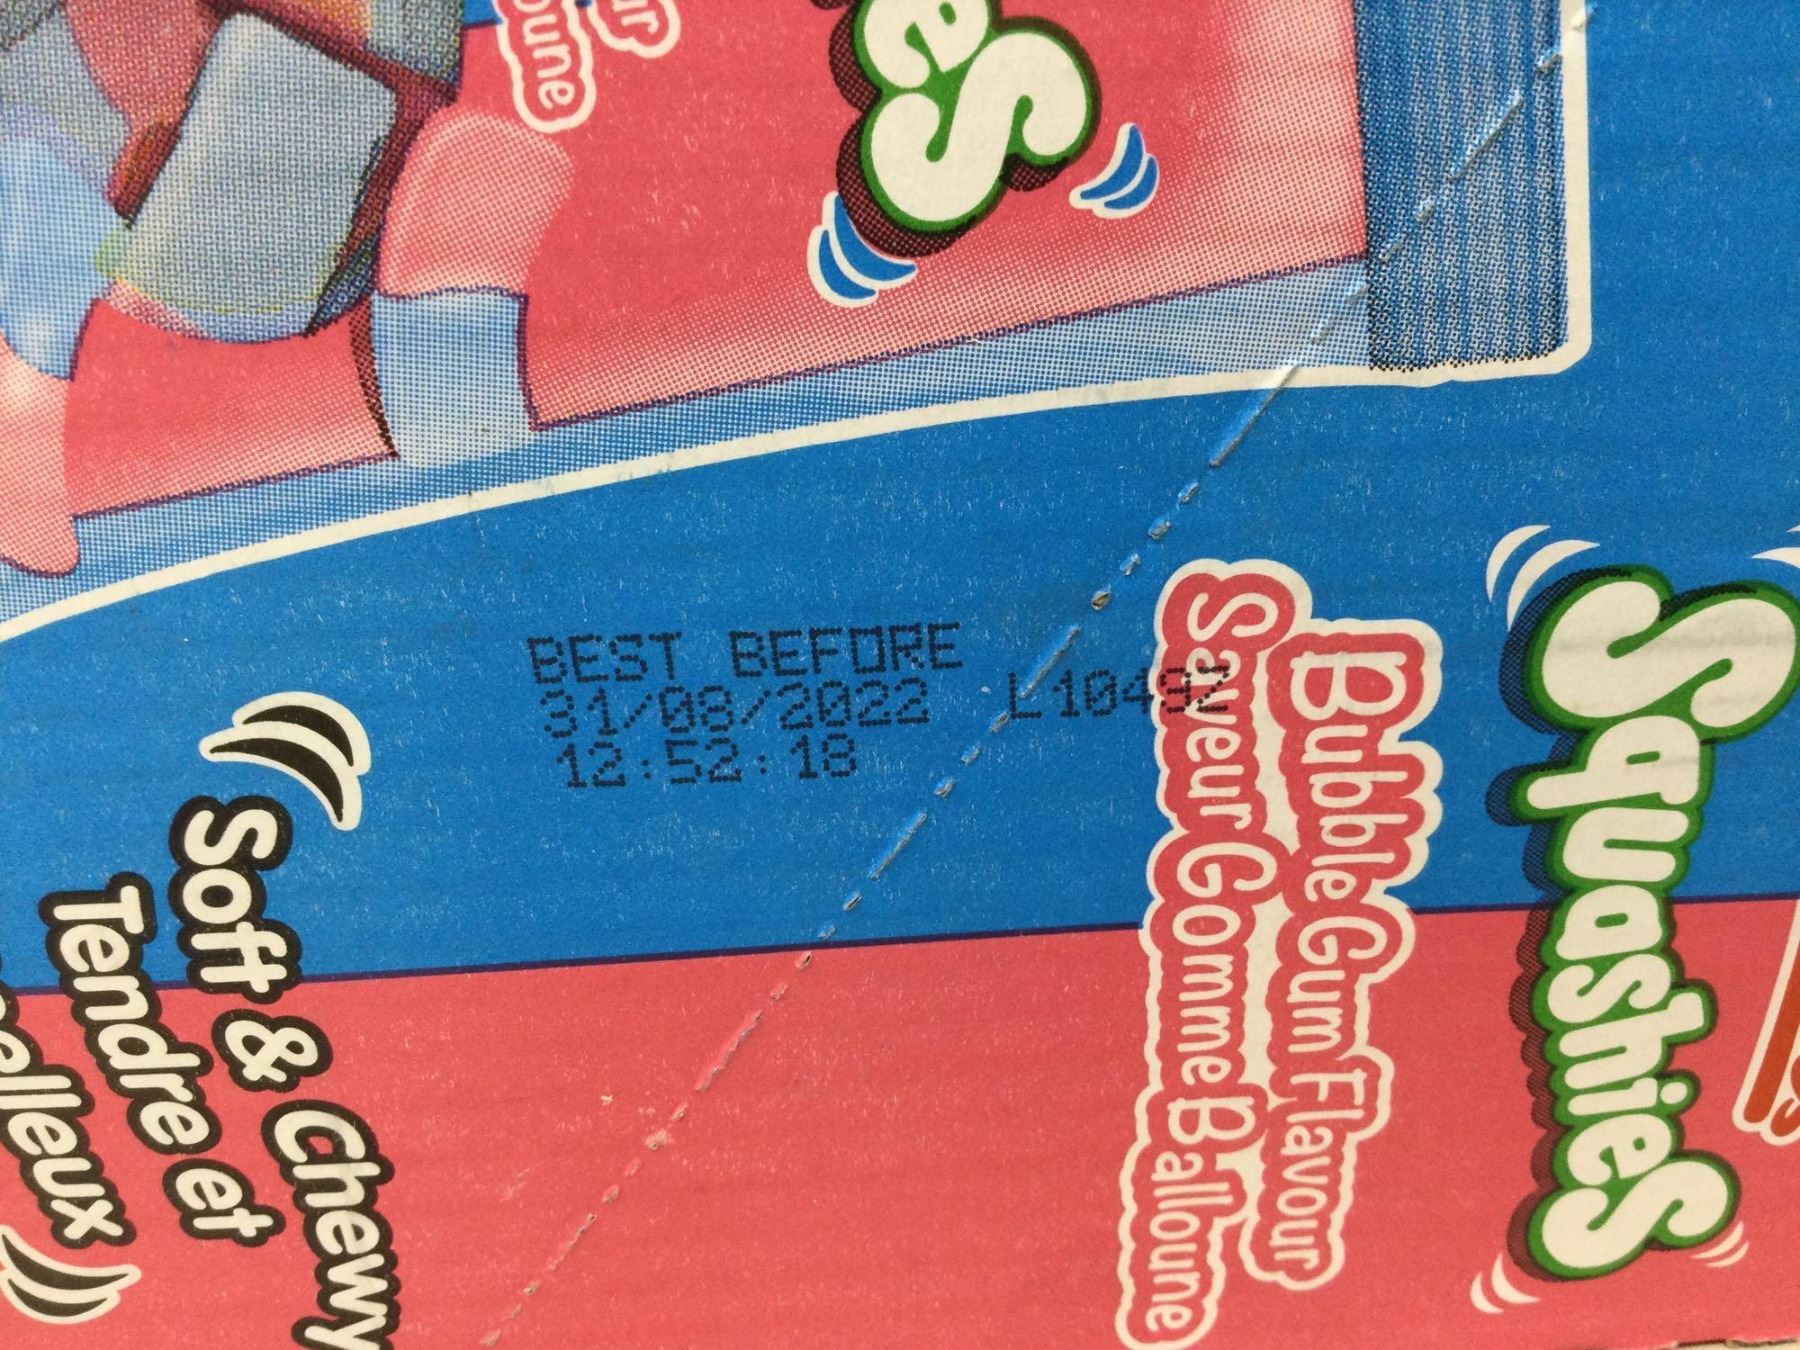 BEST BEFORE
31/08/2022 L10492
12:52:18
Squashies
Bubble Gum Flavour
Saveur Gomme Balloune
Soft & Chewy
Tendre et